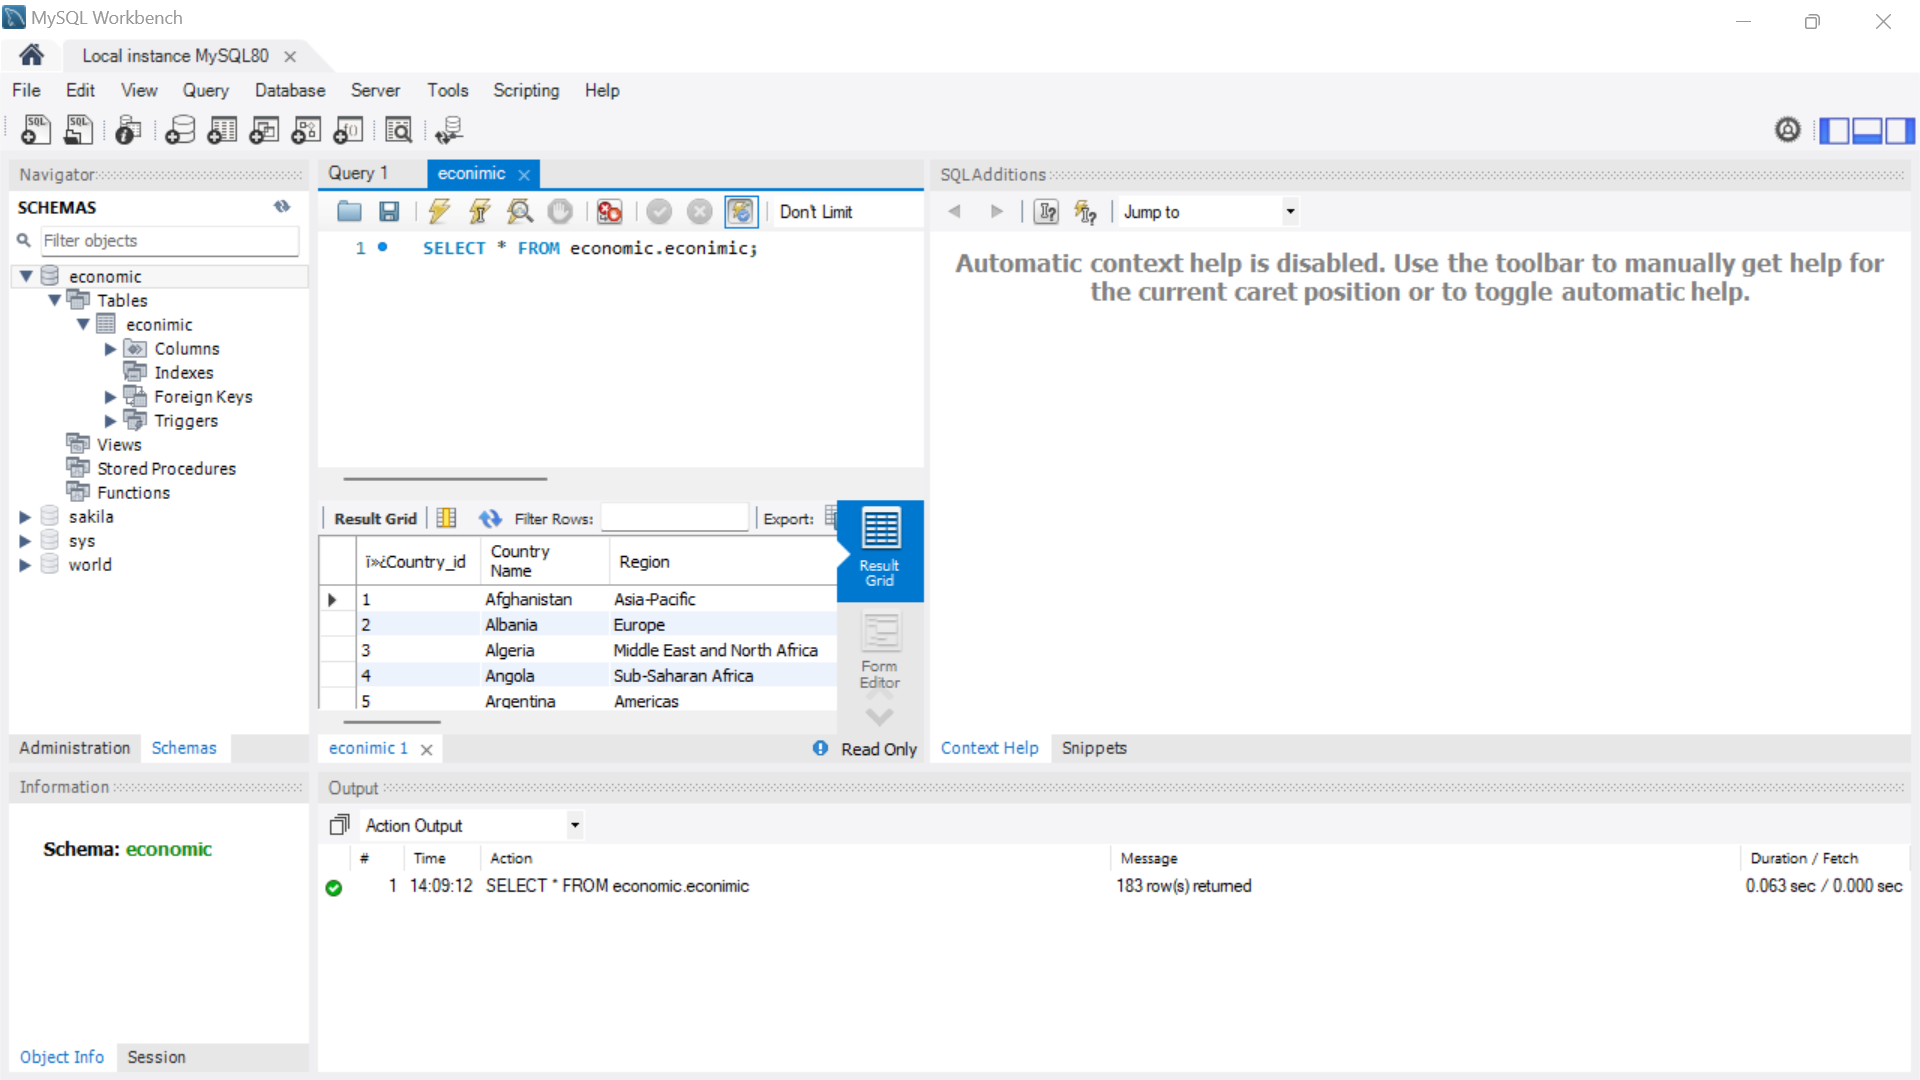 MySQL Workbench
Local instance MySQL80
File Edit View Query Database Server Tools Scripting Help
Navigator
SCHEMAS
Filter objects
economic
Tables
econimic
Columns
Indexes
Foreign Keys
Triggers
Views
Stored Procedures
Functions
sakila
sys
world
Administration Schemas
Query 1 econimic
Don't Limit
1 SELECT * FROM economic.econimic;
Result Grid Filter Rows: Export:
ï»¿Country_id Country Name Region
1 Afghanistan Asia-Pacific
2 Albania Europe
3 Algeria Middle East and North Africa
4 Angola Sub-Saharan Africa
5 Argentina Americas
Result
Grid
Form
Editor
econimic 1 Read Only
SQLAdditions
Jump to
Automatic context help is disabled. Use the toolbar to manually get help for
the current caret position or to toggle automatic help.
Context Help Snippets
Information
Schema: economic
Object Info Session
Output
Action Output
# Time Action Message Duration / Fetch
1 14:09:12 SELECT * FROM economic.econimic 183 row(s) returned 0.063 sec / 0.000 sec